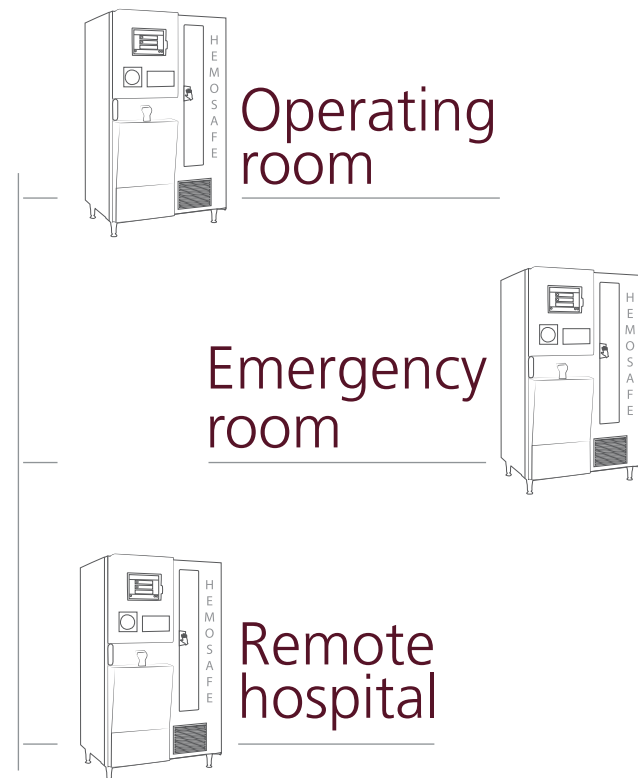 HEMOSAFE
Operating
room
Emergency
room
HEMOSAFE
HEMOSAFE
Remote
hospital